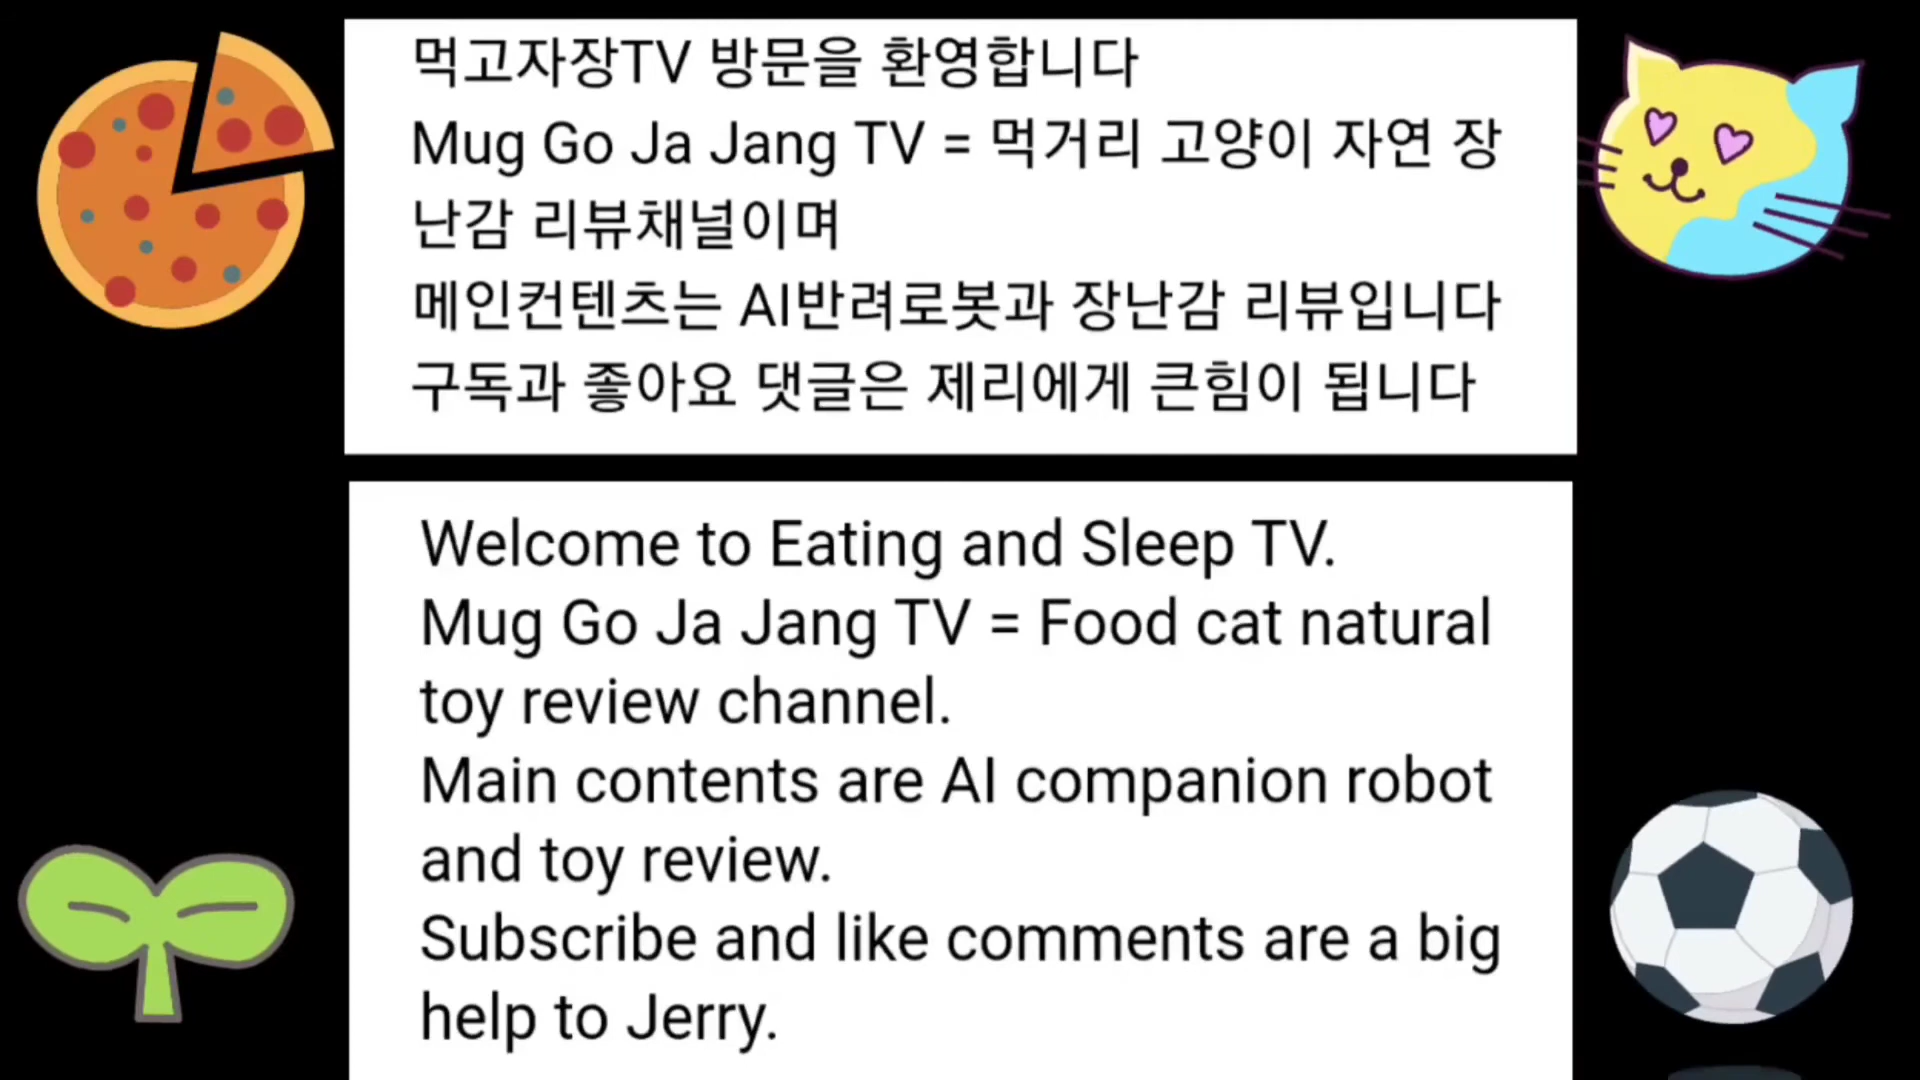 먹고자장TV 방문을 환영합니다
Mug Go Ja Jang TV = 먹거리 고양이 자연 장
난감 리뷰채널이며
메인컨텐츠는 AI반려로봇과 장난감 리뷰입니다
구독과 좋아요 댓글은 제리에게 큰힘이 됩니다
Welcome to Eating and Sleep TV.
Mug Go Ja Jang TV = Food cat natural
toy review channel.
Main contents are AI companion robot
and toy review.
Subscribe and like comments are a big
help to Jerry.